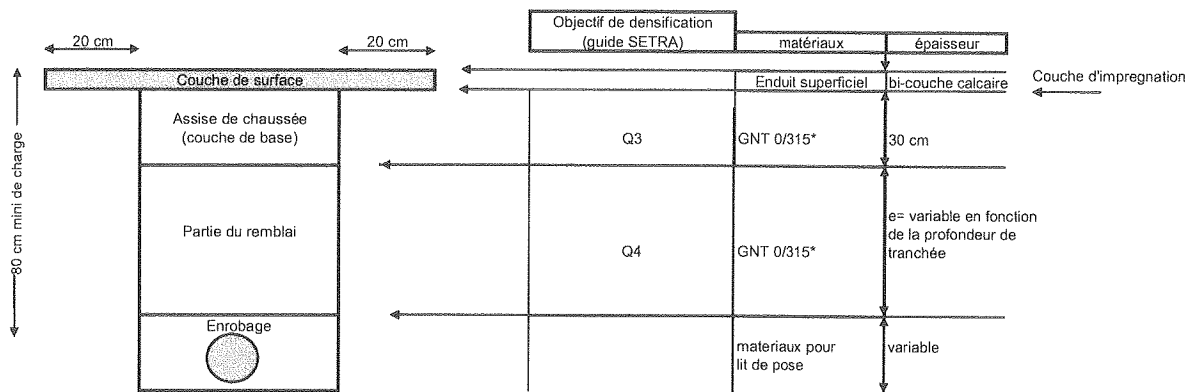 Objectif de densification
(guide SETRA)
matériaux
épaisseur
20 cm
20 cm
Couche de surface
Enduit superficiel
bi-couche calcaire
Couche d'impregnation
Assise de chaussée
(couche de base)
Q3
GNT 0/315*
30 cm
80 cm mini de charge
Partie du remblai
Q4
GNT 0/315*
e= variable en fonction
de la profondeur de
tranchée
Enrobage
materiaux pour
lit de pose
variable